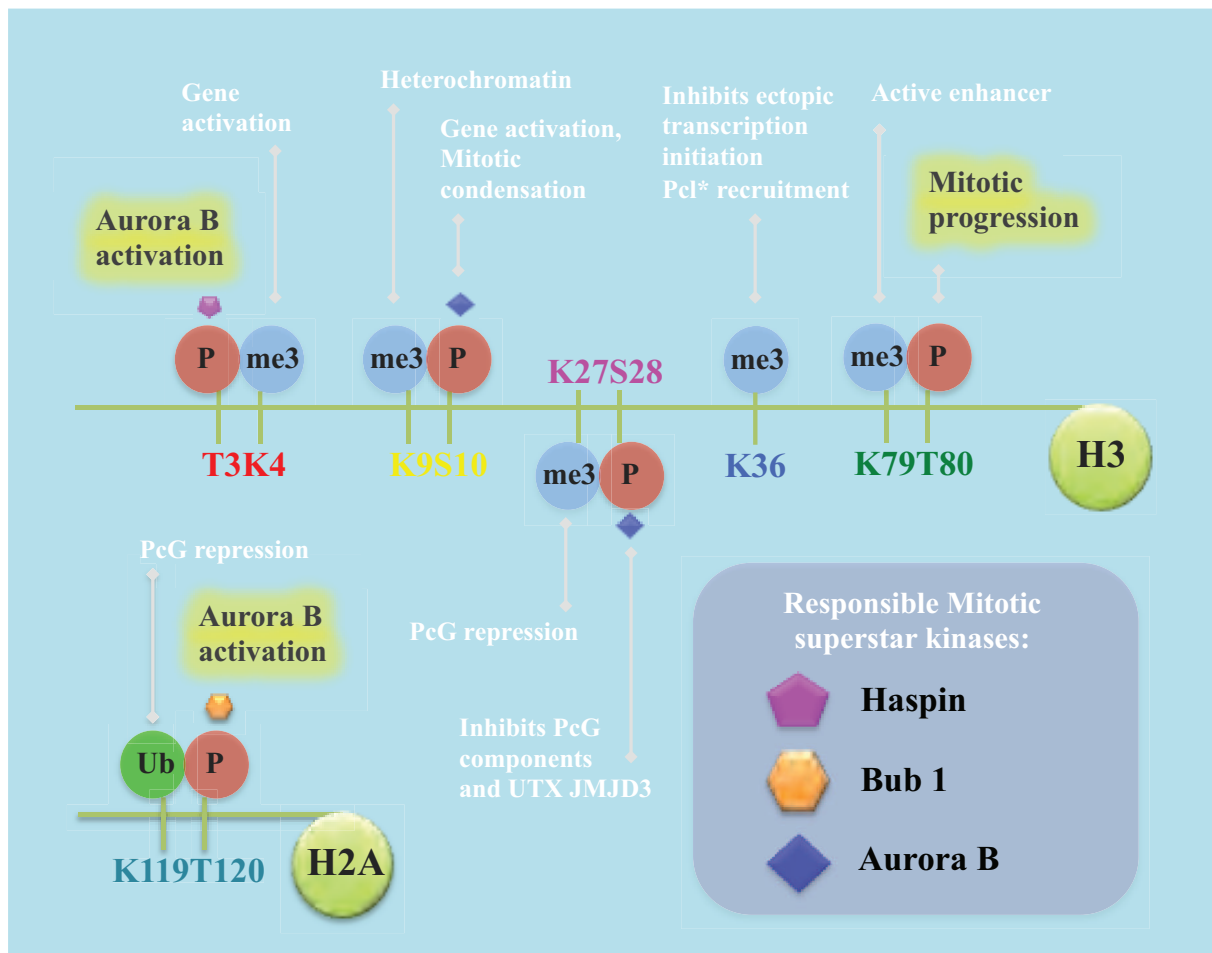 Gene
activation
Heterochromatin
Gene activation,
Mitotic
condensation
Inhibits ectopic
transcription
initiation
Pcl* recruitment
Active enhancer
Mitotic
progression
Aurora B
activation
P
me3
me3
P
me3
me3
P
K27S28
T3K4
K9S10
me3
P
K36
K79T80
H3
PcG repression
Aurora B
activation
PcG repression
Inhibits PcG
components
and UTX JMJD3
Ub
P
K119T120
H2A
Responsible Mitotic
superstar kinases:
Haspin
Bub 1
Aurora B